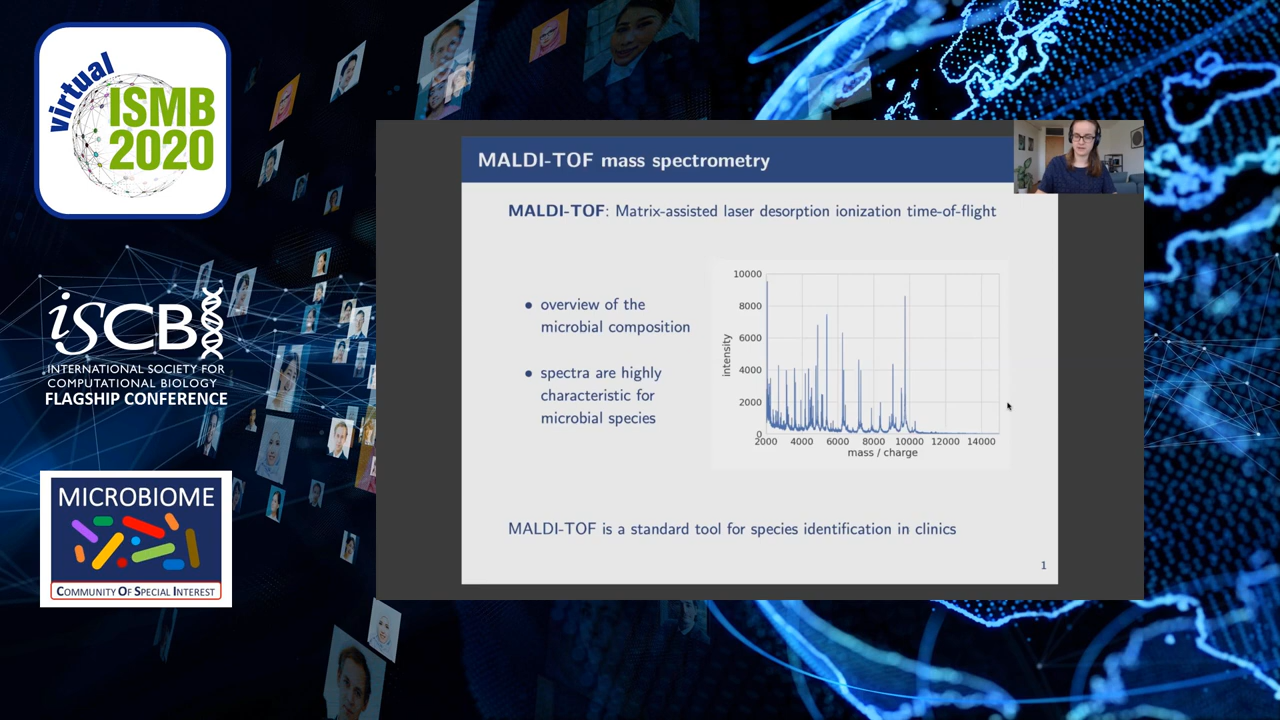 virtual
ISMB
2020
iSCB
INTERNATIONAL SOCIETY FOR
COMPUTATIONAL BIOLOGY
FLAGSHIP CONFERENCE
MICROBIOME
COMMUNITY OF SPECIAL INTEREST
MALDI-TOF mass spectrometry
MALDI-TOF: Matrix-assisted laser desorption ionization time-of-flight
• overview of the
microbial composition
• spectra are highly
characteristic for
microbial species
10000
8000
6000
4000
2000
0
intensity
2000 4000 6000 8000 10000 12000 14000
mass / charge
MALDI-TOF is a standard tool for species identification in clinics
1